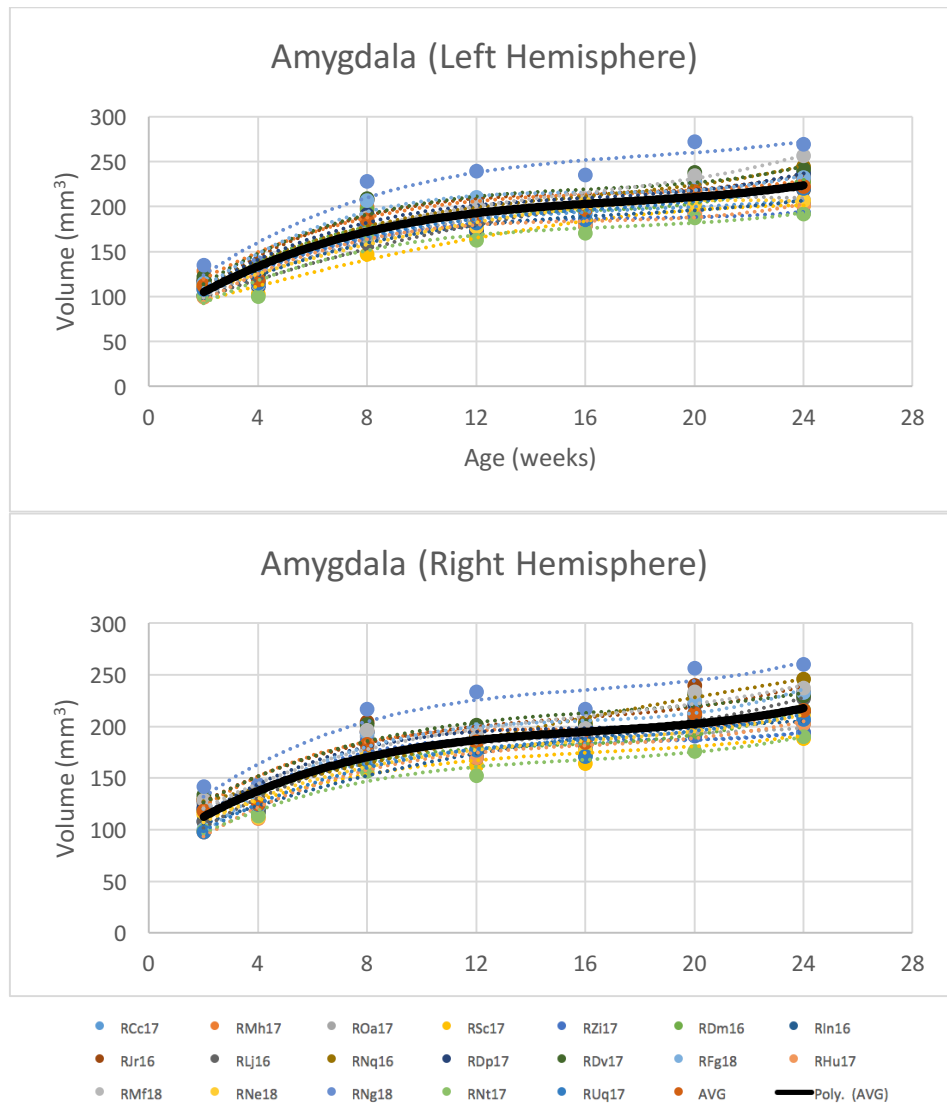 Amygdala (Left Hemisphere)
300
250
200
150
100
50
0
Volume (mm³)
0 4 8 12 16 20 24 28
Age (weeks)
Amygdala (Right Hemisphere)
300
250
200
150
100
50
0
Volume (mm³)
0 4 8 12 16 20 24 28
RCc17 RMh17 ROa17 RSc17 RZi17 RDm16 RIn16
RJr16 RLj16 RNq16 RDp17 RDv17 RFg18 RHu17
RMf18 RNe18 RNg18 RNt17 RUq17 AVG Poly. (AVG)